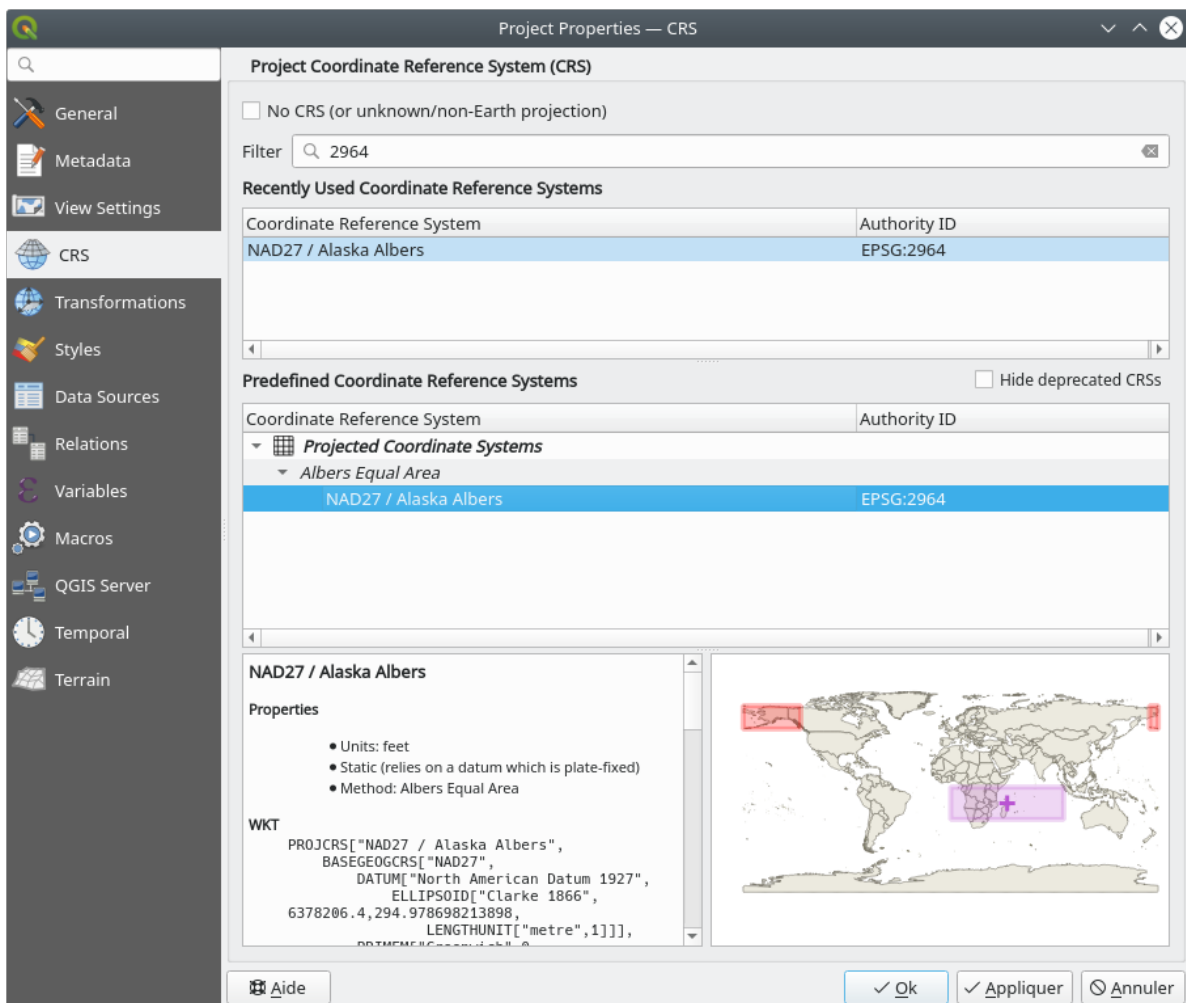 Project Properties — CRS
Project Coordinate Reference System (CRS)
General
Metadata
View Settings
CRS
Transformations
Styles
Data Sources
Relations
Variables
Macros
QGIS Server
Temporal
Terrain
No CRS (or unknown/non-Earth projection)
Filter 2964
Recently Used Coordinate Reference Systems
Coordinate Reference System Authority ID
NAD27 / Alaska Albers EPSG:2964
Predefined Coordinate Reference Systems Hide deprecated CRSs
Coordinate Reference System Authority ID
Projected Coordinate Systems
Albers Equal Area
NAD27 / Alaska Albers EPSG:2964
NAD27 / Alaska Albers
Properties
• Units: feet
• Static (relies on a datum which is plate-fixed)
• Method: Albers Equal Area
WKT
PROJCRS["NAD27 / Alaska Albers",
BASEGEOGCRS["NAD27",
DATUM["North American Datum 1927",
ELLIPSOID["Clarke 1866",
6378206.4,294.978698213898,
LENGTHUNIT["metre",1]]],
PRIMEM["Greenwich",0,
Aide
Ok
Appliquer
Annuler